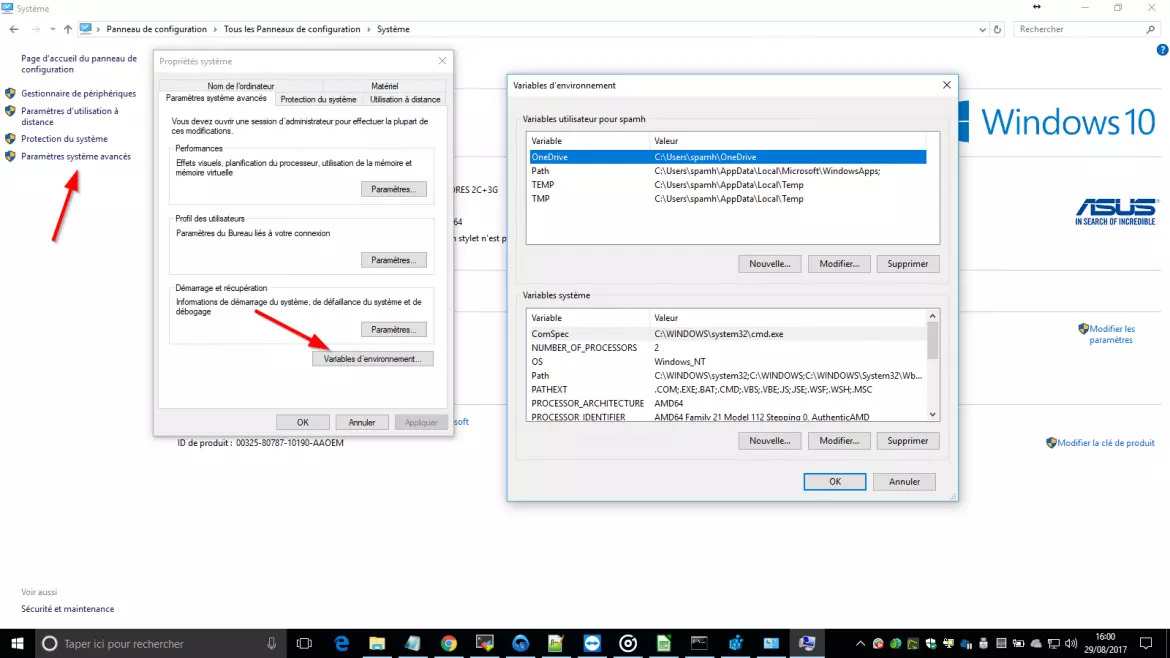 Système
Panneau de configuration > Tous les Panneaux de configuration > Système
Rechercher
Page d'accueil du panneau de
configuration
Gestionnaire de périphériques
Paramètres d'utilisation à
distance
Protection du système
Paramètres système avancés
Propriétés système
Nom de l'ordinateur
Matériel
Paramètres système avancés
Protection du système
Utilisation à distance
Vous devez ouvrir une session d'administrateur pour effectuer la plupart de
ces modifications.
Performances
Effets visuels, planification du processeur, utilisation de la mémoire et
mémoire virtuelle
Paramètres...
Profil des utilisateurs
Paramètres du Bureau liés à votre connexion
Paramètres...
Démarrage et récupération
Informations de démarrage du système, de défaillance du système et de
débogage
Paramètres...
Variables d'environnement...
OK
Annuler
Appliquer
ORES 2C+3G
64
n stylet n'est p
soft
ID de produit : 00325-80787-10190-AAOEM
Variables d'environnement
Variables utilisateur pour spamh
Variable Valeur
OneDrive C:\Users\spamh\OneDrive
Path C:\Users\spamh\AppData\Local\Microsoft\WindowsApps;
TEMP C:\Users\spamh\AppData\Local\Temp
TMP C:\Users\spamh\AppData\Local\Temp
Nouvelle... Modifier... Supprimer
Variables système
Variable Valeur
ComSpec C:\WINDOWS\system32\cmd.exe
NUMBER_OF_PROCESSORS 2
OS Windows_NT
Path C:\WINDOWS\system32;C:\WINDOWS;C:\WINDOWS\System32\Wb...
PATHEXT .COM;.EXE;.BAT;.CMD;.VBS;.VBE;.JS;.JSE;.WSF;.WSH;.MSC
PROCESSOR_ARCHITECTURE AMD64
PROCESSOR_IDENTIFIER AMD64 Family 21 Model 112 Stepping 0, AuthenticAMD
Nouvelle... Modifier... Supprimer
OK Annuler
Windows 10
ASUS
IN SEARCH OF INCREDIBLE
Modifier les
paramètres
Modifier la clé de produit
Voir aussi
Sécurité et maintenance
Taper ici pour rechercher
16:00
29/08/2017